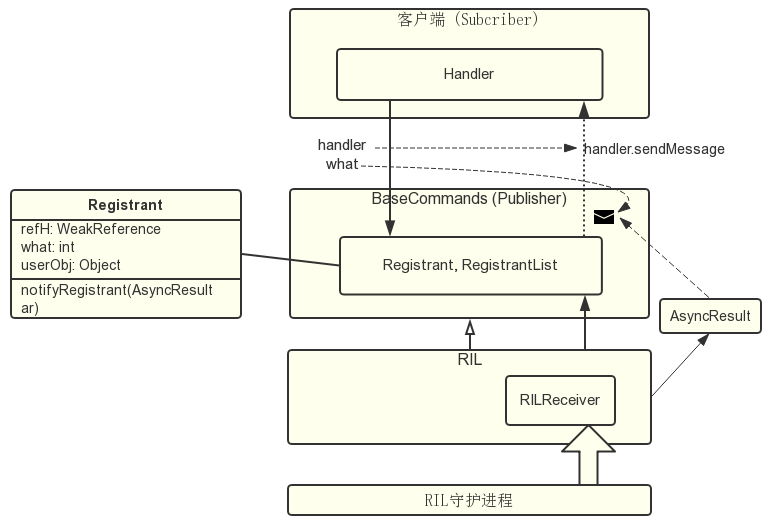 客户端（Subcriber）
Handler
handler
handler.sendMessage
what
BaseCommands (Publisher)
Registrant
refH: WeakReference
what: int
userObj: Object
notifyRegistrant(AsyncResult
ar)
Registrant, RegistrantList
AsyncResult
RIL
RILReceiver
RIL守护进程